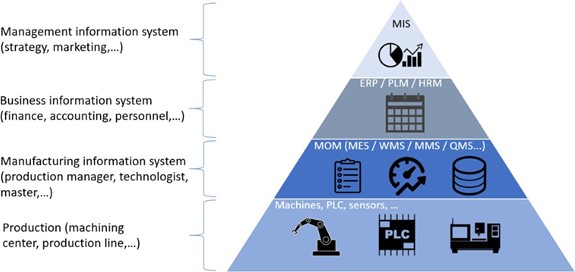 Management information system
(strategy, marketing,…)
MIS
Business information system
(finance, accounting, personnel,…)
ERP / PLM / HRM
Manufacturing information system
(production manager, technologist,
master,…)
MOM (MES / WMS / MMS / QMS...)
Production (machining
center, production line,…)
Machines, PLC, sensors, …
PLC